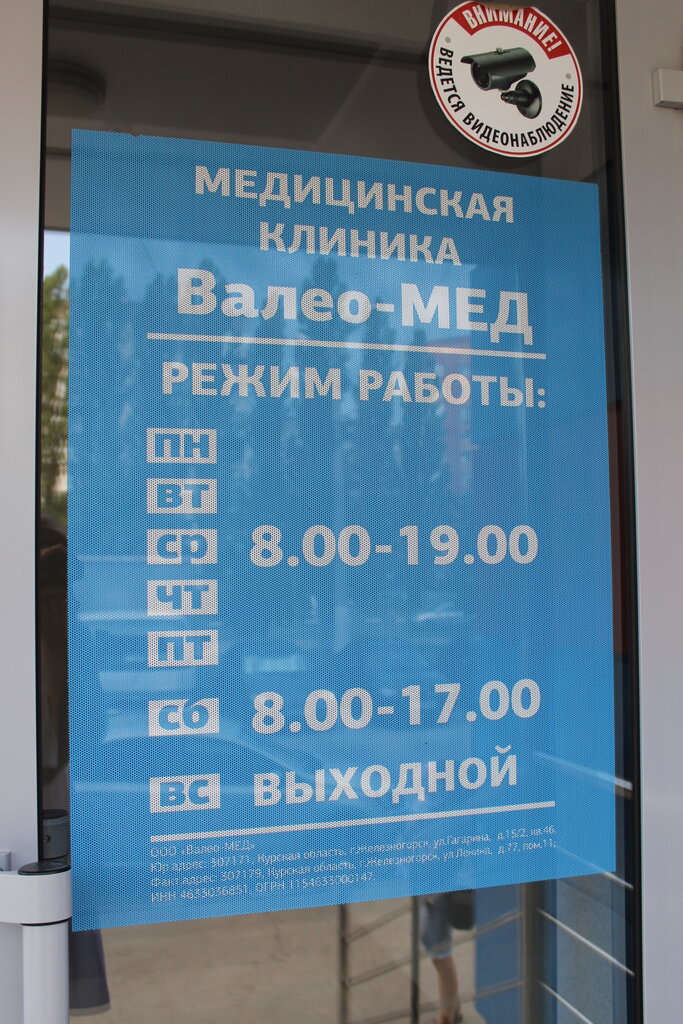 ВНИМАНИЕ!
ВЕДЕТСЯ ВИДЕОНАБЛЮДЕНИЕ
МЕДИЦИНСКАЯ
КЛИНИКА
Валео-МЕД
РЕЖИМ РАБОТЫ:
ПН
ВТ
СР 8.00-19.00
ЧТ
ПТ
СБ 8.00-17.00
ВС ВЫХОДНОЙ
ООО «Валео-МЕД»
Юр.адрес: 307171, Курская область, г.Железногорск, ул.Гагарина, д.15/2, кв.46,
Факт.адрес: 307179, Курская область, г.Железногорск, ул.Ленина, д.77, пом.11;
ИНН 4633036851, ОГРН 1154633000147.